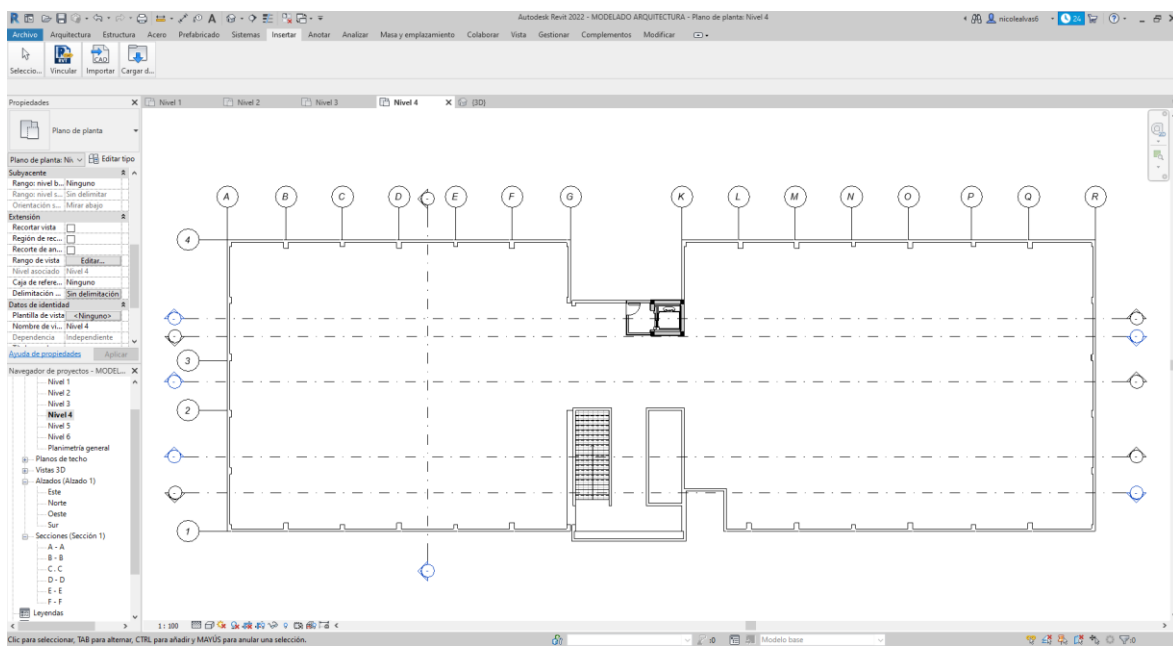 Autodesk Revit 2022 - MODELADO ARQUITECTURA - Plano de planta: Nivel 4
nicolealvas6
24
Archivo Arquitectura Estructura Acero Prefabricado Sistemas Insertar Anotar Analizar Masa y emplazamiento Colaborar Vista Gestionar Complementos Modificar
Seleccio... Vincular Importar Cargar d...
Propiedades
Nivel 1 Nivel 2 Nivel 3 Nivel 4 {3D}
Plano de planta
Plano de planta: Niv Editar tipo
Subyacente
Rango: nivel b... Ninguno
Rango: nivel s... Sin delimitar
Orientación s... Mirar abajo
Extensión
Recortar vista
Región de rec...
Recorte de an...
Rango de vista Editar...
Nivel asociado Nivel 4
Caja de refere... Ninguno
Delimitación ... Sin delimitación
Datos de identidad
Plantilla de vista <Ninguno>
Nombre de vi... Nivel 4
Dependencia Independiente
Ayuda de propiedades Aplicar
Navegador de proyectos - MODEL...
Nivel 1
Nivel 2
Nivel 3
Nivel 4
Nivel 5
Nivel 6
Planimetría general
Planos de techo
Vistas 3D
Alzados (Alzado 1)
Este
Norte
Oeste
Sur
Secciones (Sección 1)
A - A
B - B
C . C
D - D
E - E
F - F
Leyendas
A B C D E F G K L M N O P Q R
4
3
2
1
1 : 100
Clic para seleccionar, TAB para alternar, CTRL para añadir y MAYÚS para anular una selección.
:0 Modelo base
:0